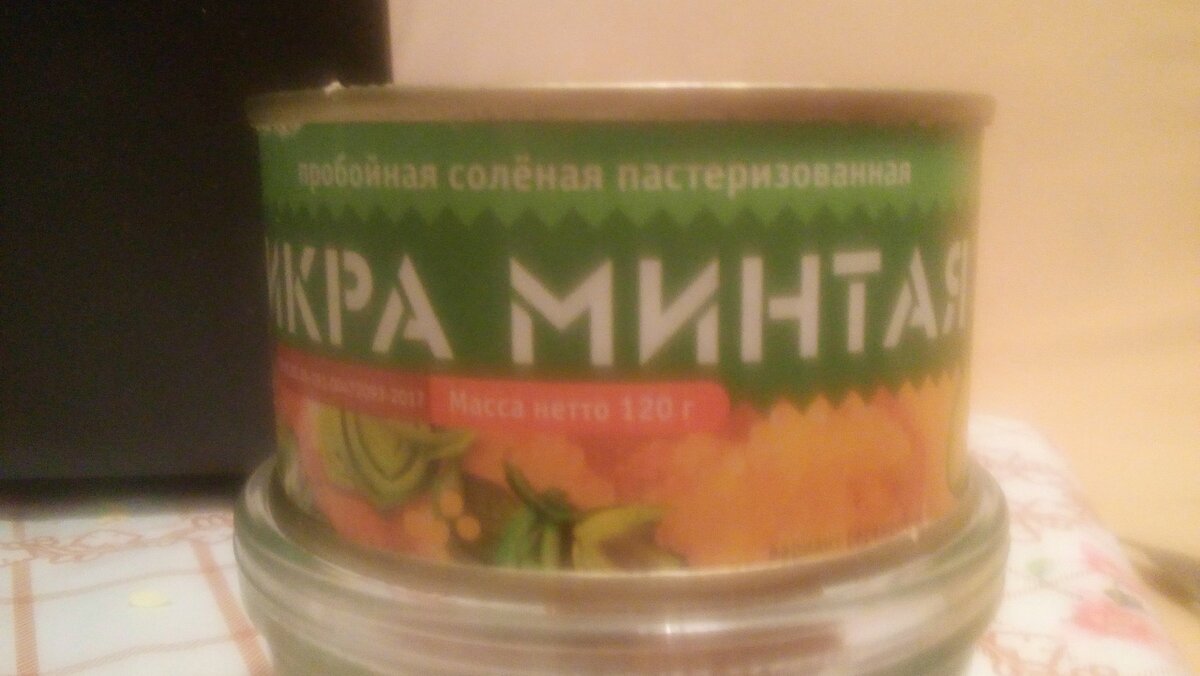 пробойная солёная пастеризованная
ИКРА МИНТАЯ
Масса нетто 120 г